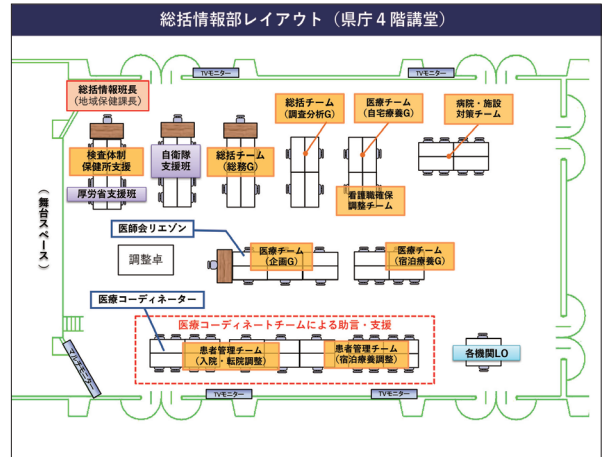 総括情報部レイアウト（県庁４階講堂）
TVモニター
TVモニター
総括情報班長
（地域保健課長）
総括チーム
（調査分析G）
医療チーム
（自宅療養G）
病院・施設
対策チーム
検査体制
保健所支援
自衛隊
支援班
総括チーム
（総務G）
厚労省支援班
看護職確保
調整チーム
（舞台スペース）
医師会リエゾン
調整卓
医療チーム
（企画G）
医療チーム
（宿泊療養G）
医療コーディネーター
医療コーディネートチームによる助言・支援
患者管理チーム
（入院・転院調整）
患者管理チーム
（宿泊療養調整）
各機関LO
マルチモニター
TVモニター
TVモニター